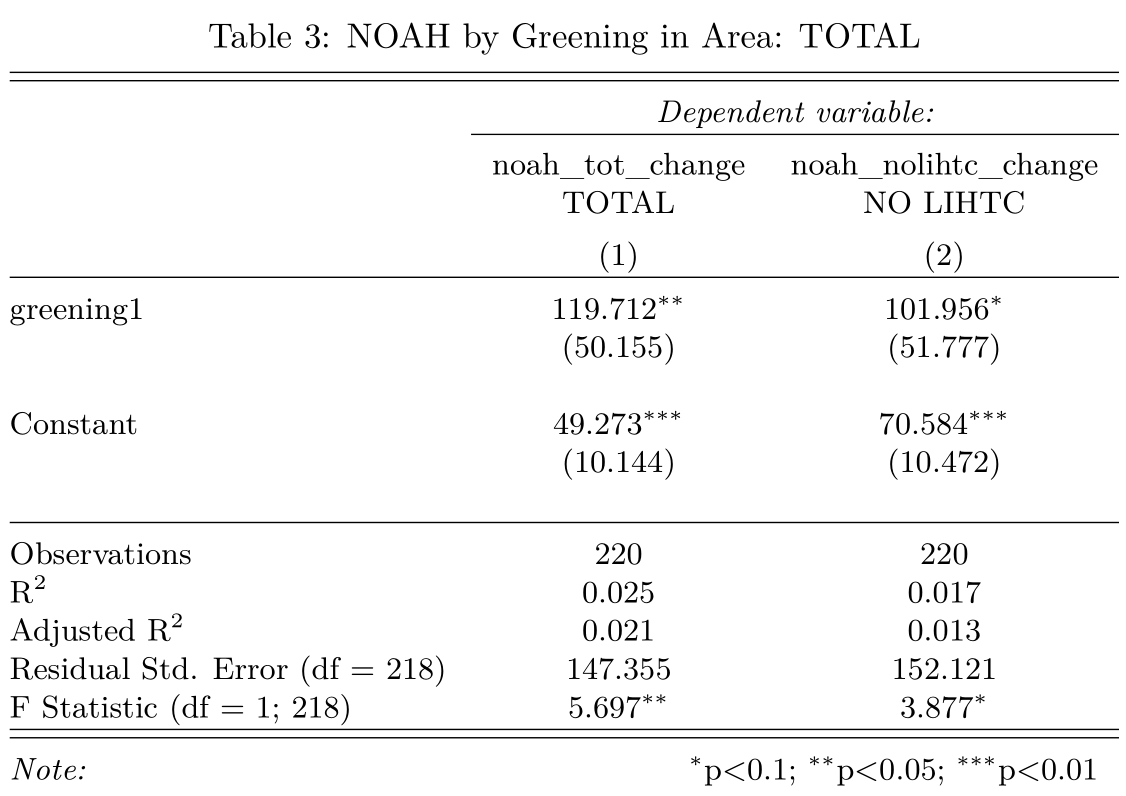 Table 3: NOAH by Greening in Area: TOTAL
Dependent variable:
noah_tot_change noah_nolihtc_change
TOTAL NO LIHTC
(1) (2)
greening1 119.712** 101.956*
(50.155) (51.777)
Constant 49.273*** 70.584***
(10.144) (10.472)
Observations 220 220
R² 0.025 0.017
Adjusted R² 0.021 0.013
Residual Std. Error (df = 218) 147.355 152.121
F Statistic (df = 1; 218) 5.697** 3.877*
Note: *p<0.1; **p<0.05; ***p<0.01